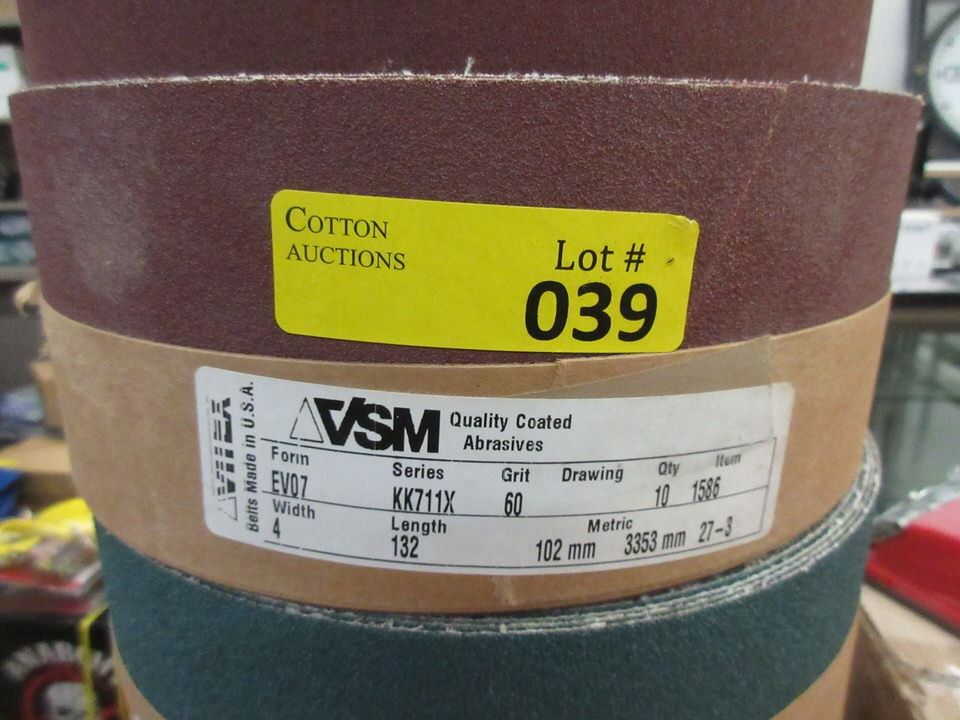 COTTON
AUCTIONS
Lot #
039
Belts Made in U.S.A.
VSM Quality Coated
Abrasives
Form Series Grit Drawing Qty Item
EV07 KK711X 60 10 1586
Width Length Metric
4 132 102 mm 3353 mm 27-3